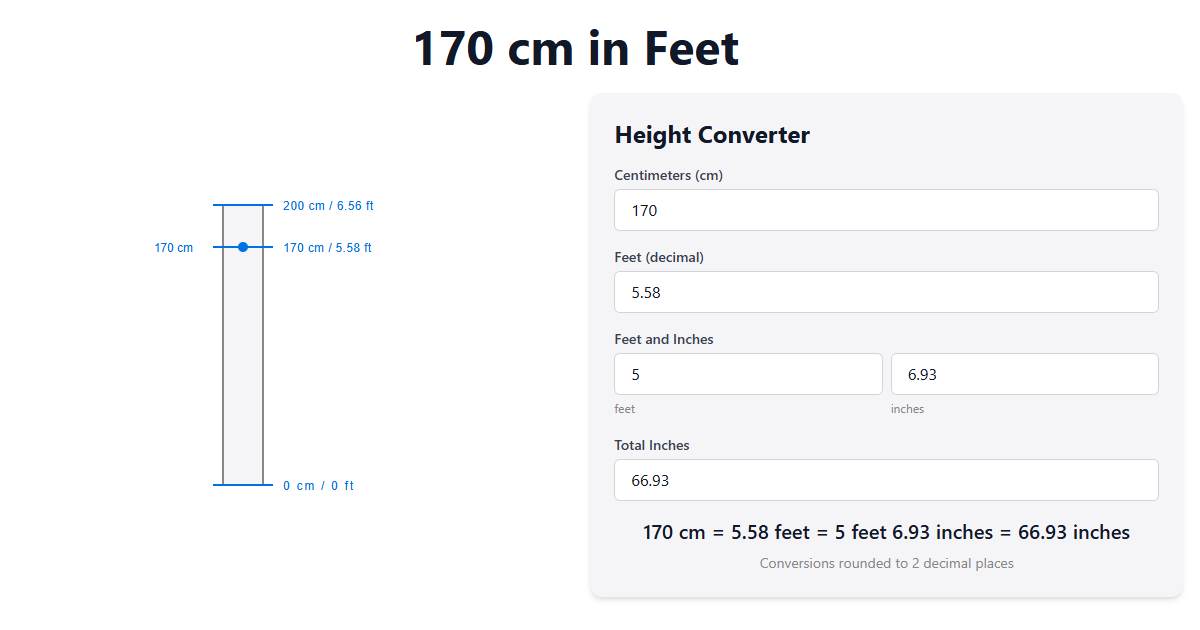 170 cm in Feet
200 cm / 6.56 ft
170 cm
170 cm / 5.58 ft
0 cm / 0 ft
Height Converter
Centimeters (cm)
170
Feet (decimal)
5.58
Feet and Inches
5
6.93
feet
inches
Total Inches
66.93
170 cm = 5.58 feet = 5 feet 6.93 inches = 66.93 inches
Conversions rounded to 2 decimal places